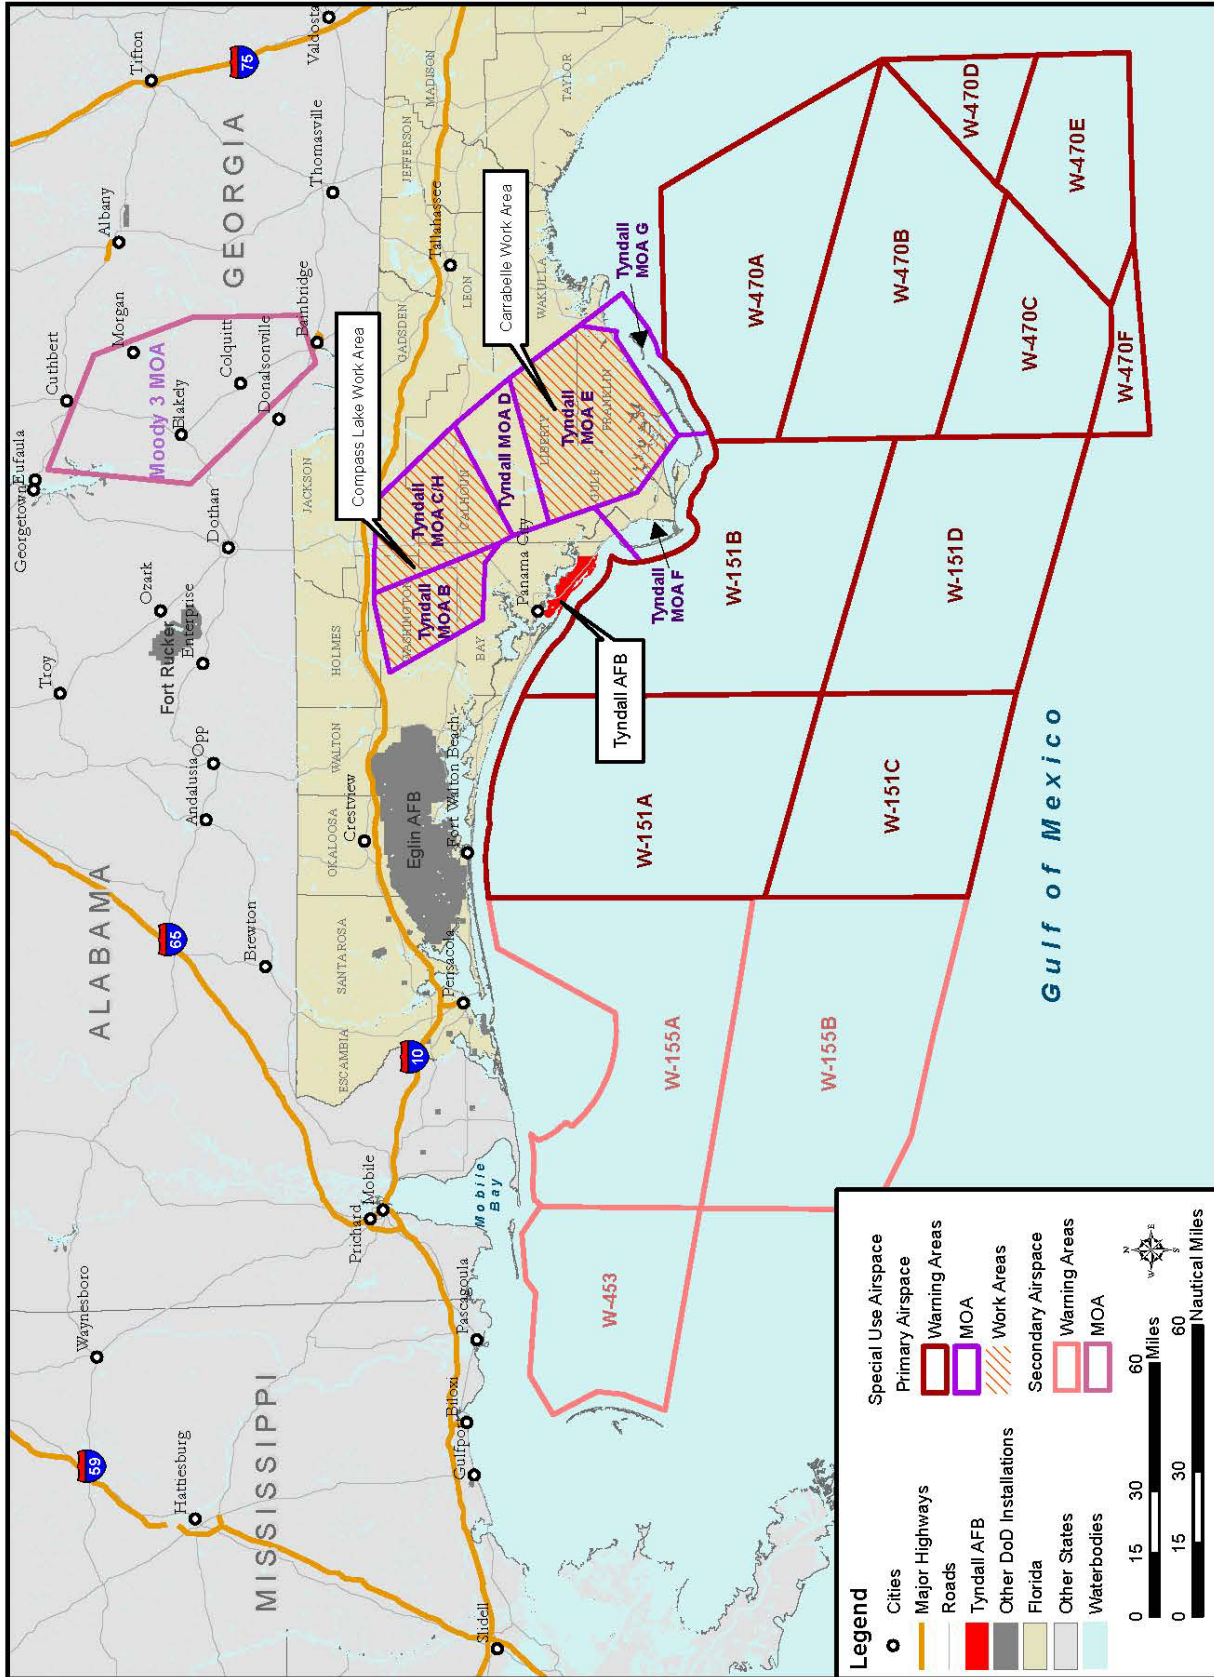 MISSISSIPPI
ALABAMA
GEORGIA
59
65
75
10
Hattiesburg
Waynesboro
Slidell
Gulfport
Biloxi
Pascagoula
Prichard
Mobile
Mobile
Bay
Brewton
Andalusia
Opp
Troy
Fort Rucker
Enterprise
Ozark
Dothan
Georgetown
Eufaula
Cuthbert
Morgan
Moody 3 MOA
Blakely
Colquitt
Donalsonville
Bainbridge
Albany
Tifton
Thomasville
Valdosta
ESCAMBIA
SANTA ROSA
OKALOOSA
WALTON
HOLMES
JACKSON
WASHINGTON
BAY
CALHOUN
GADSDEN
LIBERTY
GULF
FRANKLIN
LEON
WAKULLA
JEFFERSON
MADISON
TAYLOR
Pensacola
Crestview
Eglin AFB
Fort Walton Beach
Panama City
Tallahassee
Compass Lake Work Area
Carrabelle Work Area
Tyndall AFB
Tyndall
MOA B
Tyndall
MOA C/H
Tyndall MOA D
Tyndall
MOA E
Tyndall
MOA F
Tyndall
MOA G
W-453
W-155A
W-155B
W-151A
W-151B
W-151C
W-151D
W-470A
W-470B
W-470C
W-470D
W-470E
W-470F
Gulf of Mexico
Legend
Cities
Major Highways
Roads
Tyndall AFB
Other DoD Installations
Florida
Other States
Waterbodies
Special Use Airspace
Primary Airspace
Warning Areas
MOA
Work Areas
Secondary Airspace
Warning Areas
MOA
N
W
E
S
0 15 30 60
Miles
0 15 30 60
Nautical Miles